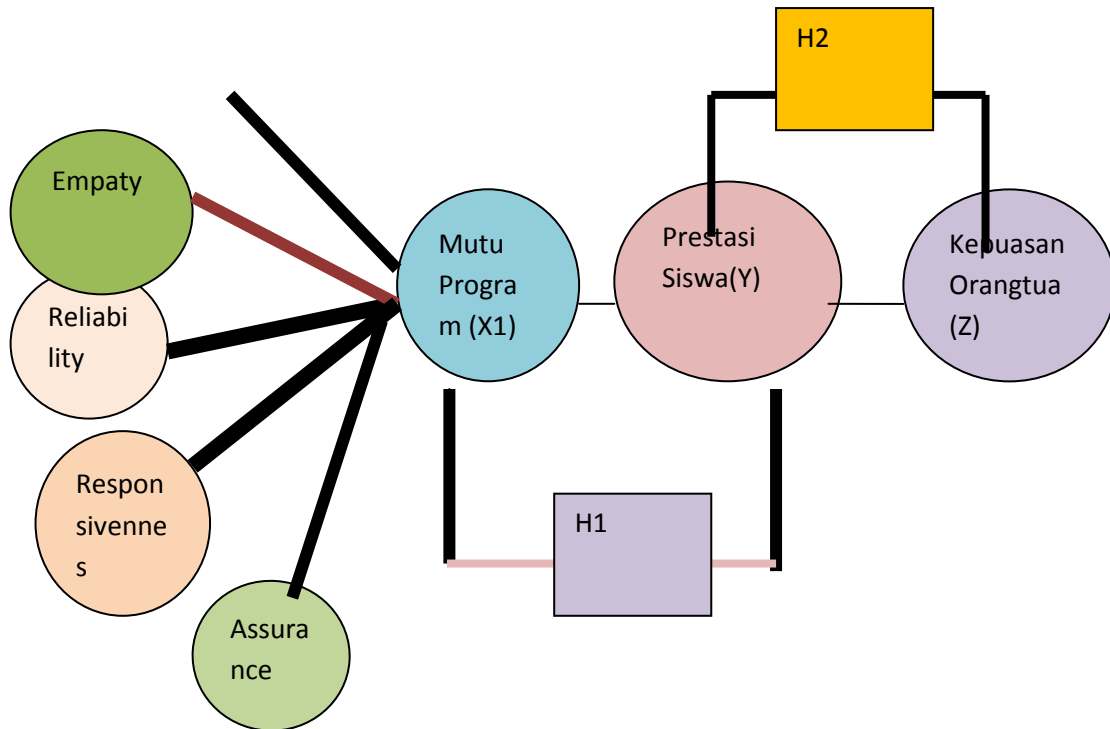 H2
Empaty
Mutu
Progra
m (X1)
Prestasi
Siswa(Y)
Kepuasan
Orangtua
(Z)
Reliabi
lity
Respon
sivenne
s
H1
Assura
nce